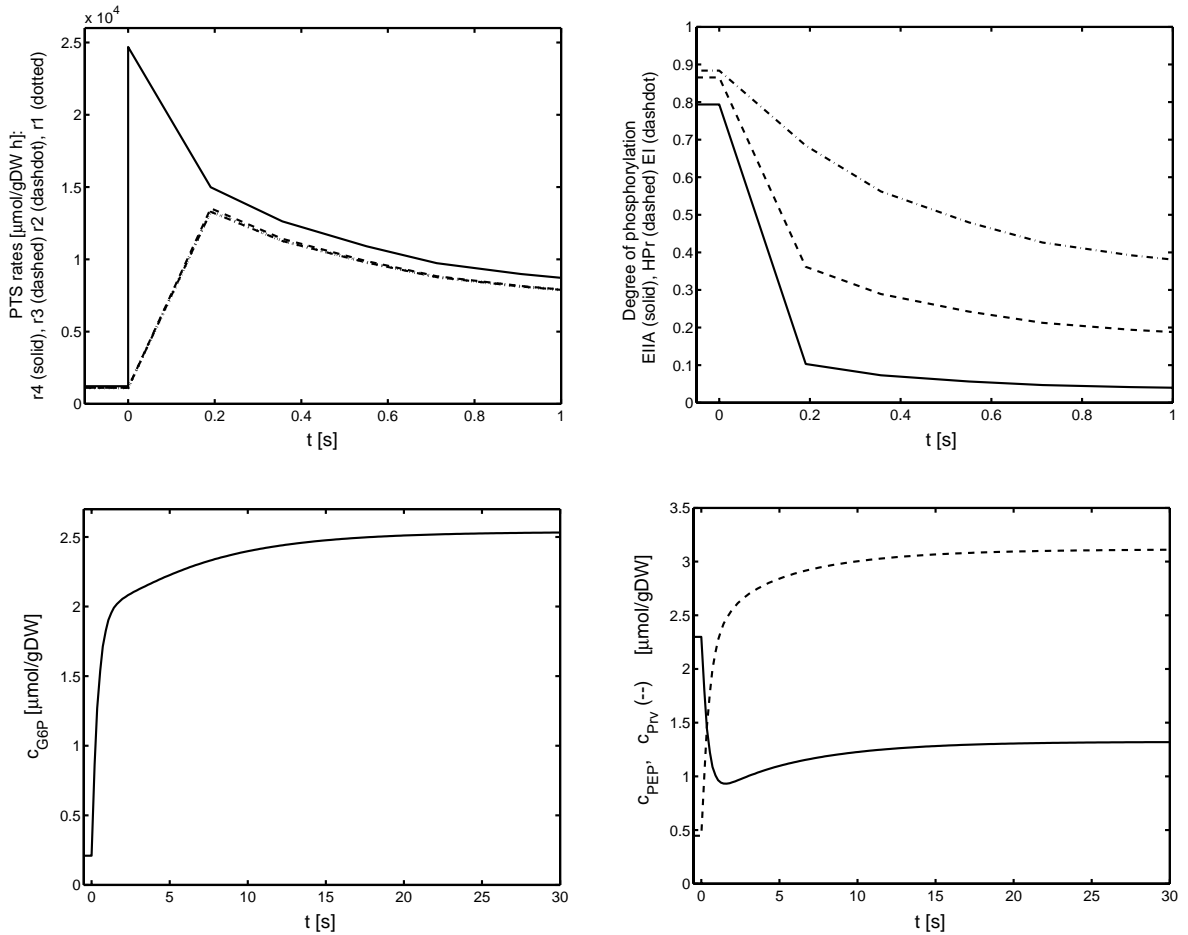 x 10⁴
PTS rates [μmol/gDW h]:
r4 (solid), r3 (dashed) r2 (dashdot), r1 (dotted)
2.5
2
1.5
1
0.5
0
0 0.2 0.4 0.6 0.8 1
t [s]
Degree of phosphorylation
EIIA (solid), HPr (dashed) EI (dashdot)
1
0.9
0.8
0.7
0.6
0.5
0.4
0.3
0.2
0.1
0
0 0.2 0.4 0.6 0.8 1
t [s]
c_G6P [μmol/gDW]
2.5
2
1.5
1
0.5
0
0 5 10 15 20 25 30
t [s]
c_PEP, c_Prv (--) [μmol/gDW]
3.5
3
2.5
2
1.5
1
0.5
0
0 5 10 15 20 25 30
t [s]